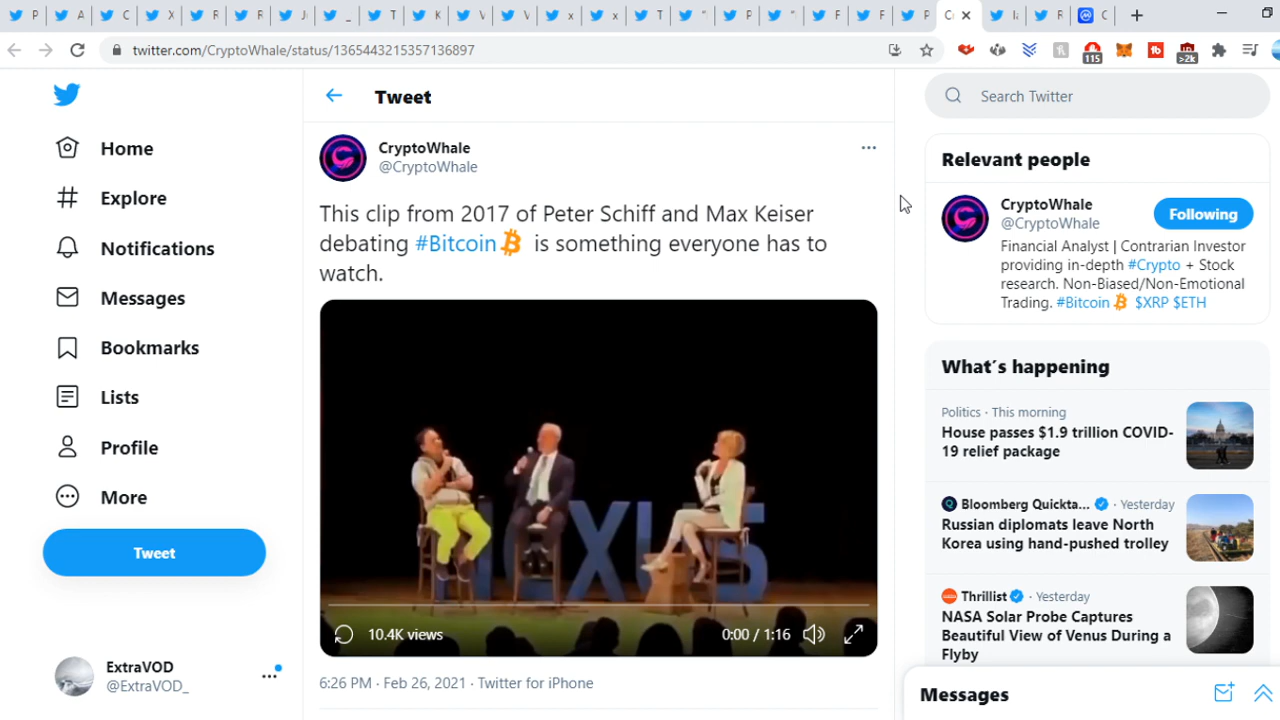 P
A
C
X
R
R
J
_
T
K
V
V
x
x
T
"
P
"
F
F
P
C
Ia
R
C
twitter.com/CryptoWhale/status/1365443215357136897
115
>2k
Tweet
Search Twitter
CryptoWhale
@CryptoWhale
This clip from 2017 of Peter Schiff and Max Keiser
debating #Bitcoin is something everyone has to
watch.
NEXUS
10.4K views
0:00 / 1:16
6:26 PM · Feb 26, 2021 · Twitter for iPhone
Home
Explore
Notifications
Messages
Bookmarks
Lists
Profile
More
Tweet
ExtraVOD
@ExtraVOD_
Relevant people
CryptoWhale
@CryptoWhale
Following
Financial Analyst | Contrarian Investor
providing in-depth #Crypto + Stock
research. Non-Biased/Non-Emotional
Trading. #Bitcoin $XRP $ETH
What's happening
Politics · This morning
House passes $1.9 trillion COVID-
19 relief package
Bloomberg Quickta... · Yesterday
Russian diplomats leave North
Korea using hand-pushed trolley
Thrillist · Yesterday
NASA Solar Probe Captures
Beautiful View of Venus During a
Flyby
Messages